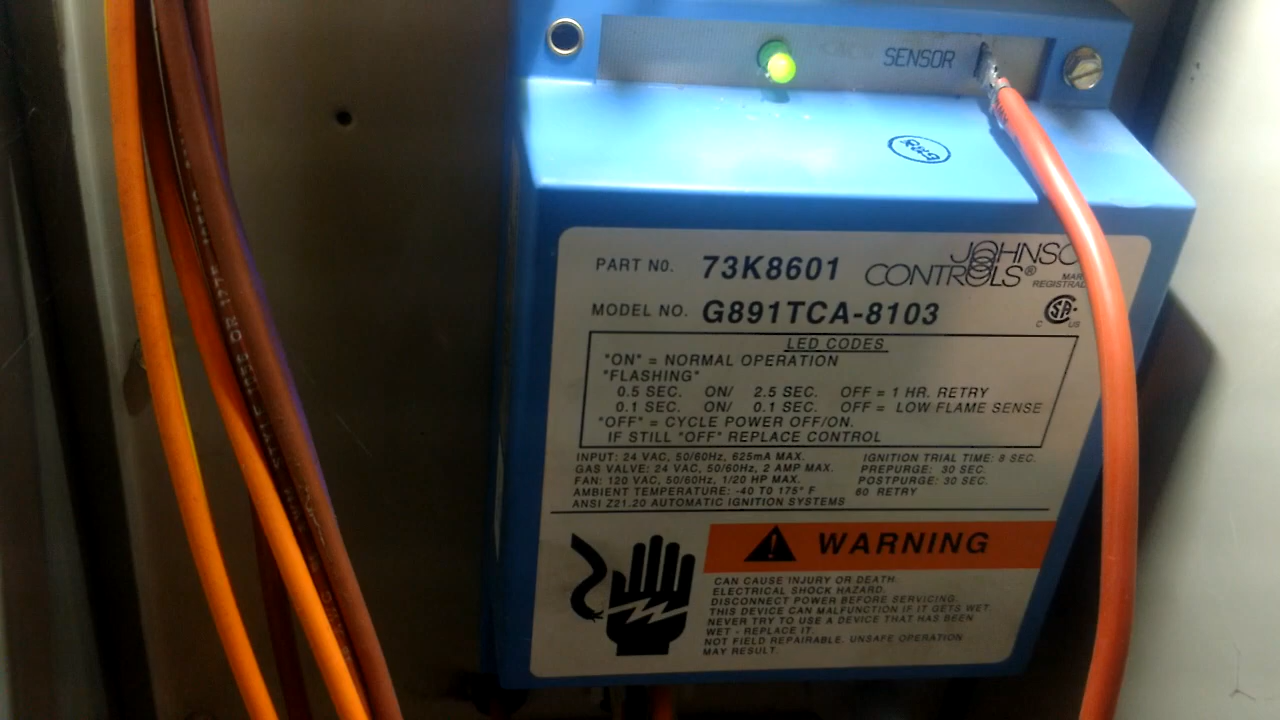 SENSOR
PART NO. 73K8601
JOHNSO
CONTROLS®
MAR
REGISTRA
MODEL NO. G891TCA-8103
C US
LED CODES
"ON" = NORMAL OPERATION
"FLASHING"
0.5 SEC. ON/ 2.5 SEC. OFF = 1 HR. RETRY
0.1 SEC. ON/ 0.1 SEC. OFF = LOW FLAME SENSE
"OFF" = CYCLE POWER OFF/ON.
IF STILL "OFF" REPLACE CONTROL
INPUT: 24 VAC, 50/60Hz, 625mA MAX.
GAS VALVE: 24 VAC, 50/60Hz, 2 AMP MAX.
FAN: 120 VAC, 50/60Hz, 1/20 HP MAX.
AMBIENT TEMPERATURE: -40 TO 175° F
ANSI Z21.20 AUTOMATIC IGNITION SYSTEMS
IGNITION TRIAL TIME: 8 SEC.
PREPURGE: 30 SEC.
POSTPURGE: 30 SEC.
60 RETRY
WARNING
CAN CAUSE INJURY OR DEATH.
ELECTRICAL SHOCK HAZARD.
DISCONNECT POWER BEFORE SERVICING.
THIS DEVICE CAN MALFUNCTION IF IT GETS WET.
NEVER TRY TO USE A DEVICE THAT HAS BEEN
WET - REPLACE IT.
NOT FIELD REPAIRABLE. UNSAFE OPERATION
MAY RESULT.